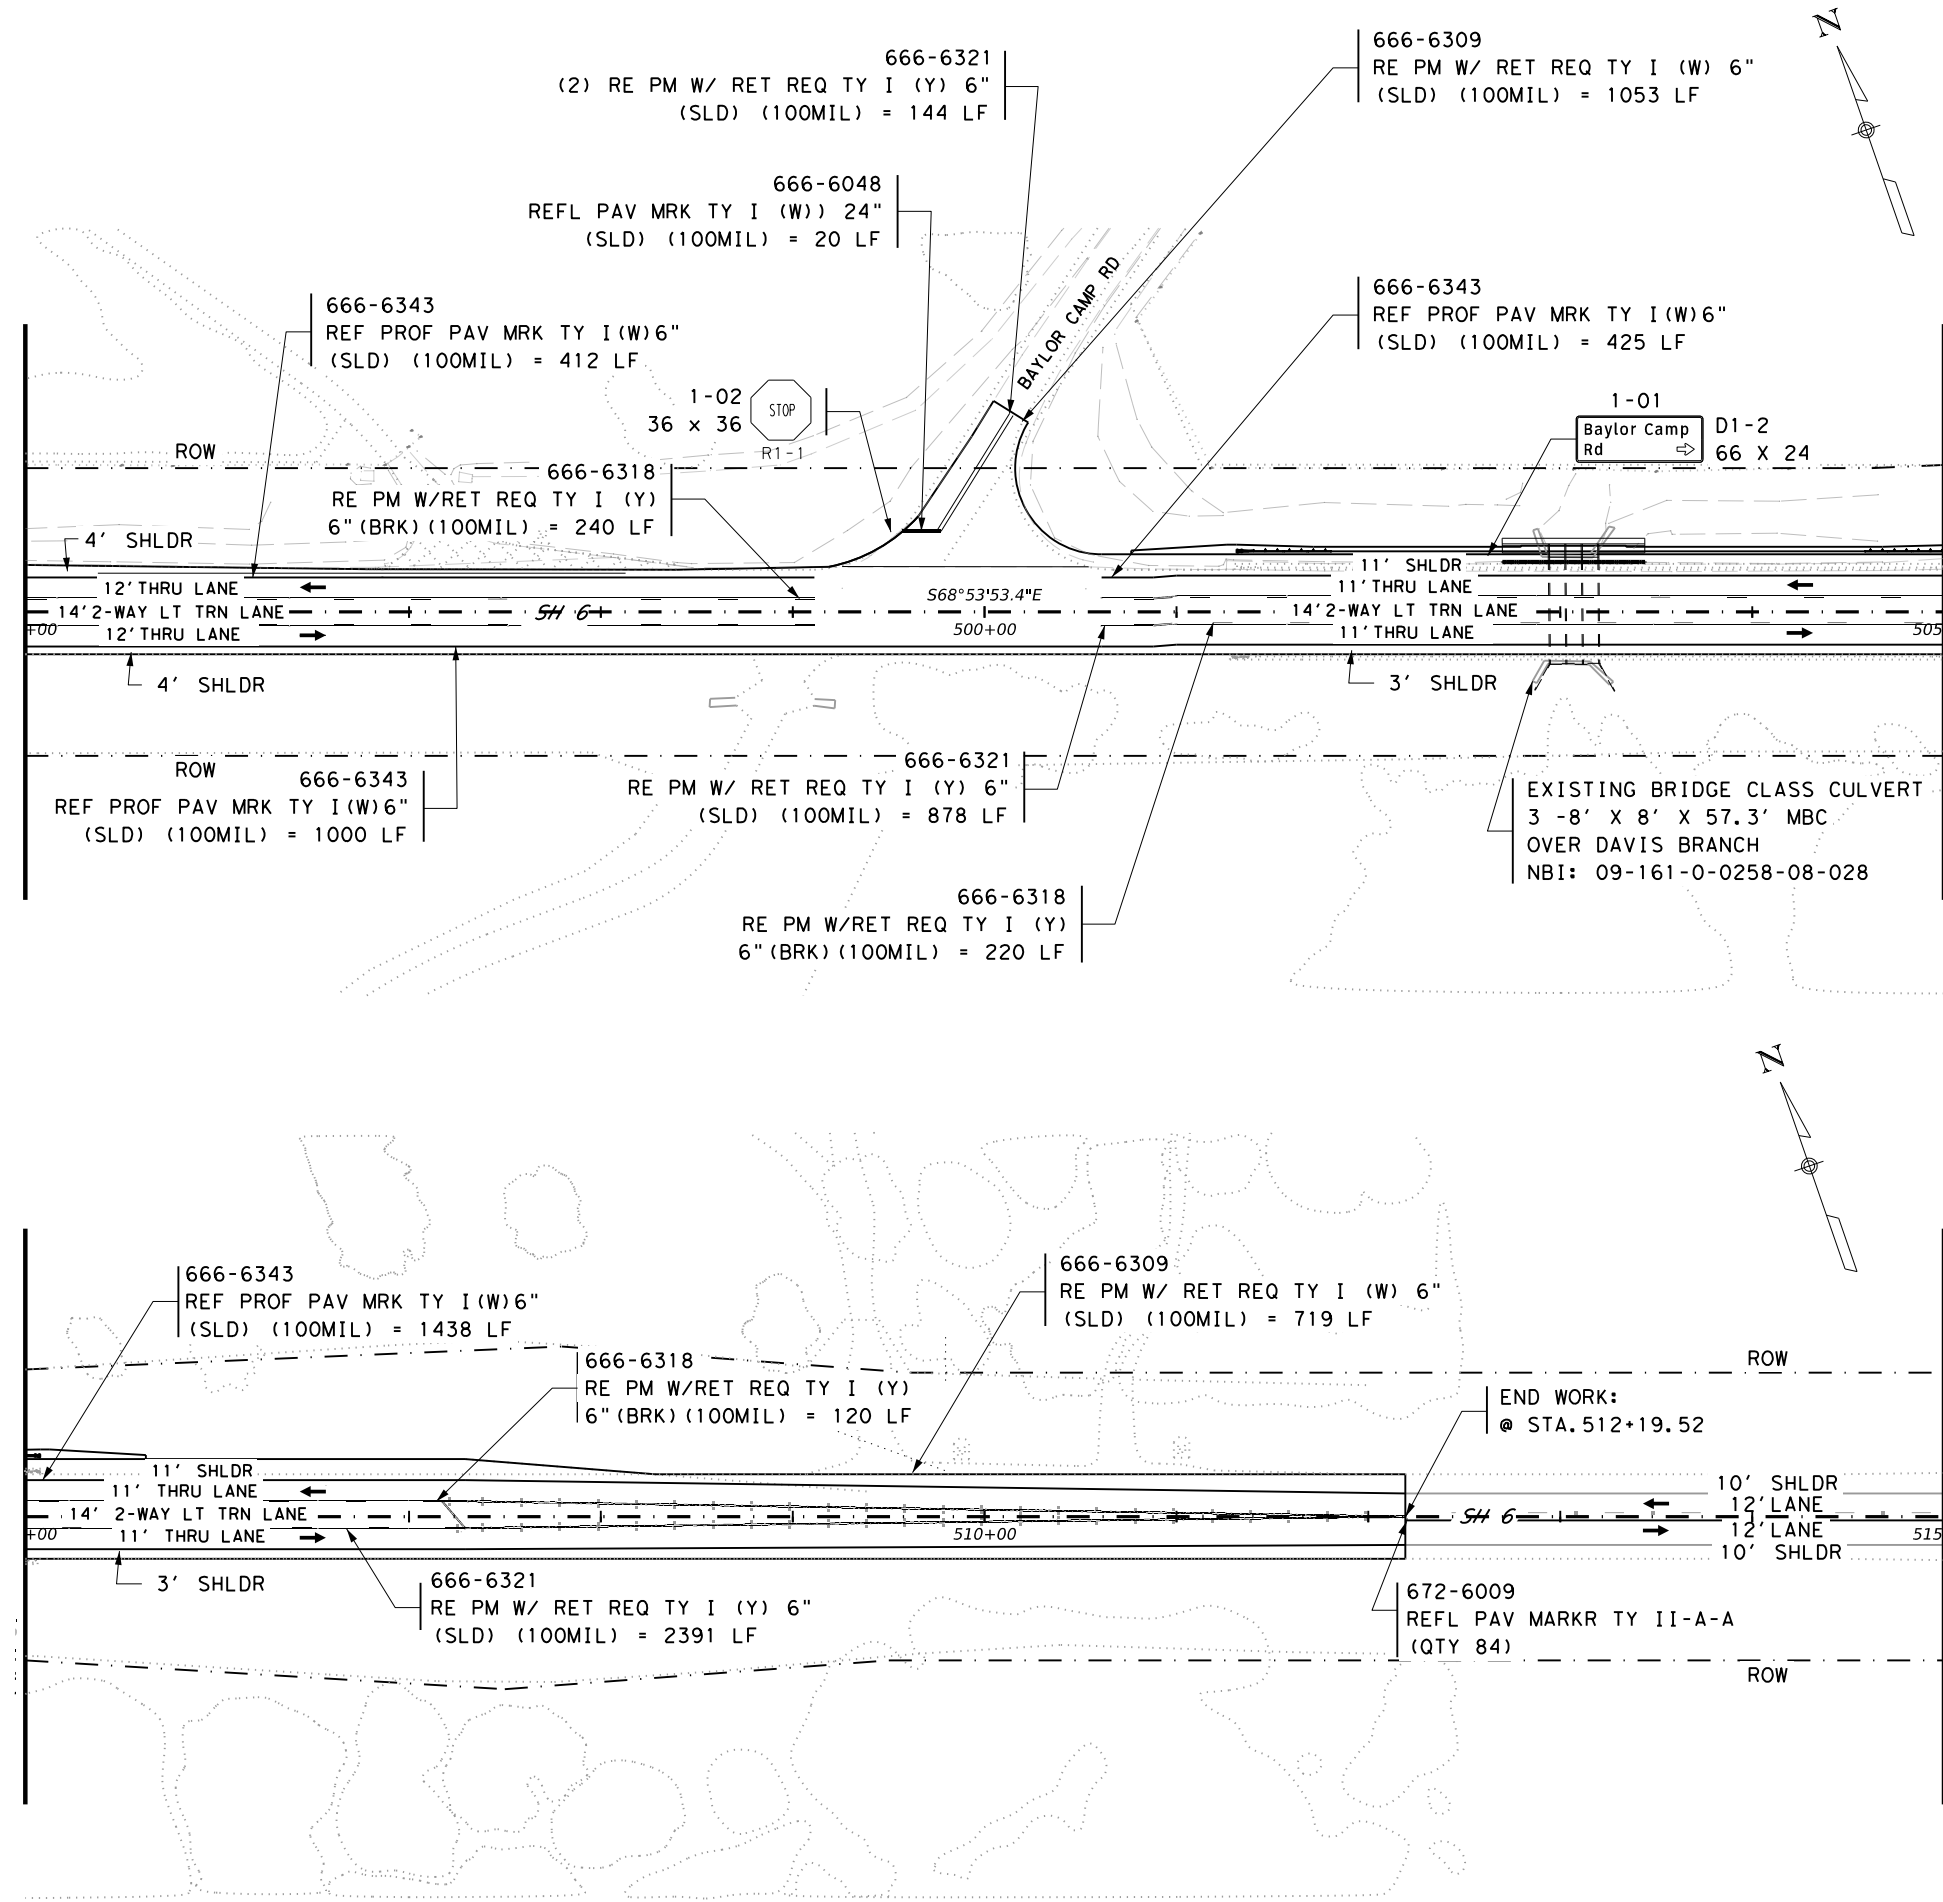 N
666-6321
(2) RE PM W/ RET REQ TY I (Y) 6"
(SLD) (100MIL) = 144 LF
666-6309
RE PM W/ RET REQ TY I (W) 6"
(SLD) (100MIL) = 1053 LF
666-6048
REFL PAV MRK TY I (W)) 24"
(SLD) (100MIL) = 20 LF
666-6343
REF PROF PAV MRK TY I(W)6"
(SLD) (100MIL) = 412 LF
666-6343
REF PROF PAV MRK TY I(W)6"
(SLD) (100MIL) = 425 LF
BAYLOR CAMP RD
1-02
36 x 36
STOP
R1-1
1-01
Baylor Camp
Rd
D1-2
66 X 24
ROW
666-6318
RE PM W/RET REQ TY I (Y)
6"(BRK)(100MIL) = 240 LF
4' SHLDR
11' SHLDR
12'THRU LANE
11'THRU LANE
14'2-WAY LT TRN LANE
SH 6
S68°53'53.4"E
14'2-WAY LT TRN LANE
+00
12'THRU LANE
500+00
11'THRU LANE
505
4' SHLDR
3' SHLDR
ROW
666-6343
REF PROF PAV MRK TY I(W)6"
(SLD) (100MIL) = 1000 LF
666-6321
RE PM W/ RET REQ TY I (Y) 6"
(SLD) (100MIL) = 878 LF
EXISTING BRIDGE CLASS CULVERT
3 -8' X 8' X 57.3' MBC
OVER DAVIS BRANCH
NBI: 09-161-0-0258-08-028
666-6318
RE PM W/RET REQ TY I (Y)
6"(BRK)(100MIL) = 220 LF
N
666-6343
REF PROF PAV MRK TY I(W)6"
(SLD) (100MIL) = 1438 LF
666-6309
RE PM W/ RET REQ TY I (W) 6"
(SLD) (100MIL) = 719 LF
666-6318
RE PM W/RET REQ TY I (Y)
6"(BRK)(100MIL) = 120 LF
ROW
END WORK:
@ STA.512+19.52
11' SHLDR
11' THRU LANE
14' 2-WAY LT TRN LANE
+00
11' THRU LANE
510+00
10' SHLDR
12'LANE
SH 6
12'LANE
515
10' SHLDR
3' SHLDR
666-6321
RE PM W/ RET REQ TY I (Y) 6"
(SLD) (100MIL) = 2391 LF
672-6009
REFL PAV MARKR TY II-A-A
(QTY 84)
ROW